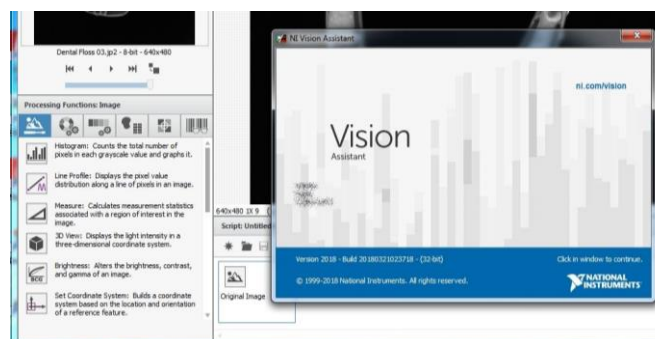 Dental Floss 03.jp2 - 8-bit - 640x480
Processing Functions: Image
Histogram: Counts the total number of
pixels in each grayscale value and graphs it.
Line Profile: Displays the pixel value
distribution along a line of pixels in an image.
Measure: Calculates measurement statistics
associated with a region of interest in the
image.
3D View: Displays the light intensity in a
three-dimensional coordinate system.
BCG
Brightness: Alters the brightness, contrast,
and gamma of an image.
Set Coordinate System: Builds a coordinate
system based on the location and orientation
of a reference feature.
640x480 1X 9
Script: Untitled
Original Image
NI Vision Assistant
ni.com/vision
Vision
Assistant
Version 2018 - Build 20180321023718 - (32-bit)
Click in window to continue.
© 1999-2018 National Instruments. All rights reserved.
NATIONAL
INSTRUMENTS